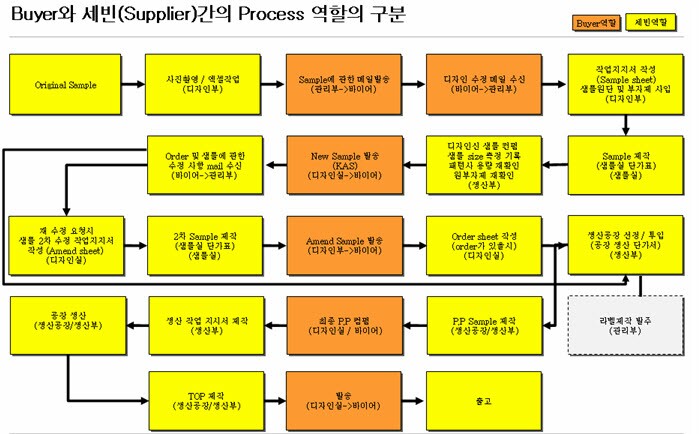 Buyer와 세빈(Supplier)간의 Process 역할의 구분
Buyer역할
세빈역할
Original Sample
사진촬영 / 엑셀작업
(디자인부)
Sample에 관한 메일발송
(관리부->바이어)
디자인 수정 메일 수신
(바이어->관리부)
작업지시서 작성
(Sample sheet)
샘플원단 및 부자재 사입
(디자인부)
Order 및 샘플에 관한
수정 사항 mail 수신
(바이어->관리부)
New Sample 발송
(KAS)
(디자인실->바이어)
디자인실 샘플 컨펌
샘플 size 측정 기록
패턴사 용량 재확인
원부자재 재확인
(생산부)
Sample 제작
(샘플실 단가표)
(샘플실)
재 수정 요청시
샘플 2차 수정 작업지시서
작성(Amend sheet)
(디자인실)
2차 Sample 제작
(샘플실 단가표)
(샘플실)
Amend Sample 발송
(디자인부->바이어)
Order sheet 작성
(order가 있을시)
(디자인실)
생산공장 선정/ 투입
(공장 생산 단가서)
(생산부)
공장 생산
(생산공장/생산부)
생산 작업 지시서 제작
(생산부)
최종 P.P 컨펌
(디자인실 / 바이어)
P.P Sample 제작
(생산공장/생산부)
라벨제작 발주
(관리부)
TOP 제작
(생산공장/생산부)
발송
(디자인실->바이어)
출고